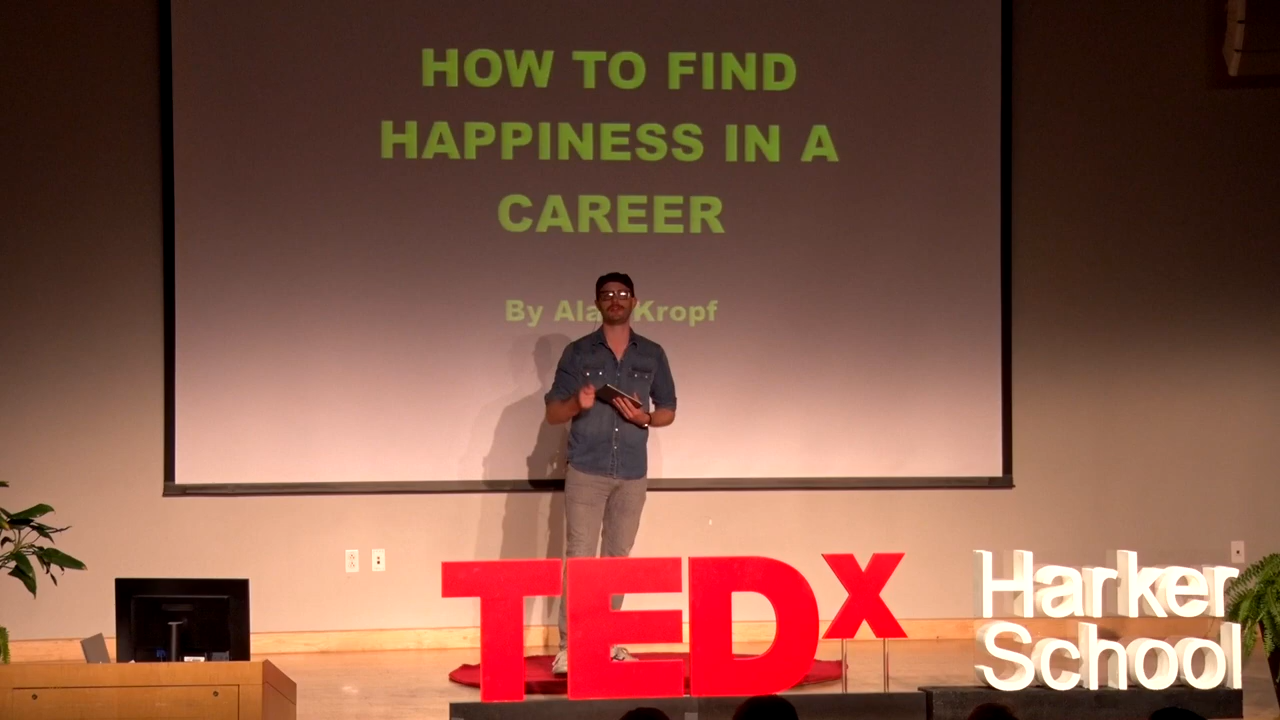 HOW TO FIND
HAPPINESS IN A
CAREER
By Kropf
TEDx
Harker
School